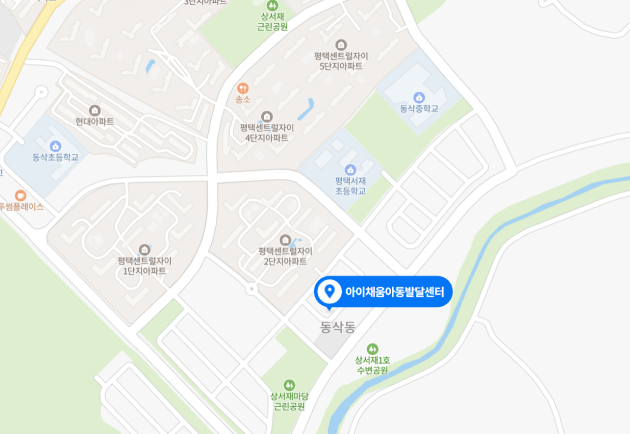 3단지아파트
상서재
근린공원
평택센트럴자이
5단지아파트
송소
동삭중학교
현대아파트
평택센트럴자이
4단지아파트
동삭초등학교
평택서재
초등학교
투썸플레이스
평택센트럴자이
1단지아파트
평택센트럴자이
2단지아파트
아이채움아동발달센터
동삭동
상서재1호
수변공원
상서재마당
근린공원